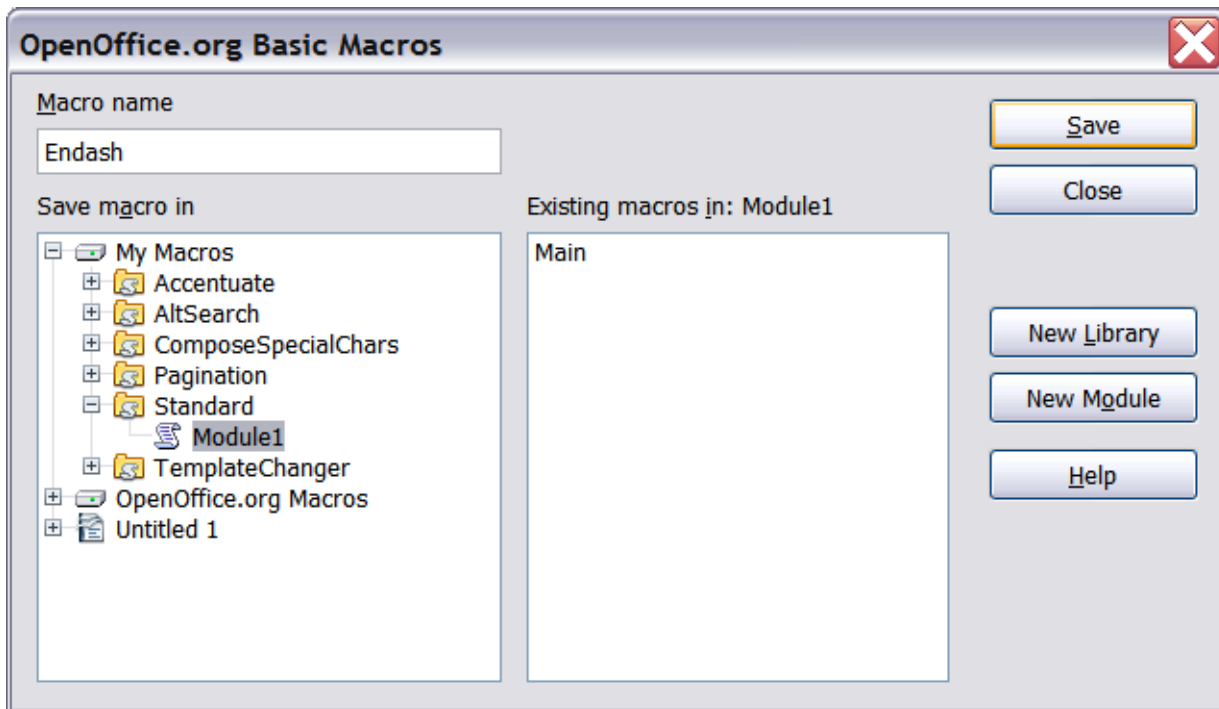 OpenOffice.org Basic Macros
Macro name
Endash
Save macro in
Existing macros in: Module1
My Macros
Accentuate
AltSearch
ComposeSpecialChars
Pagination
Standard
Module1
TemplateChanger
OpenOffice.org Macros
Untitled 1
Main
Save
Close
New Library
New Module
Help